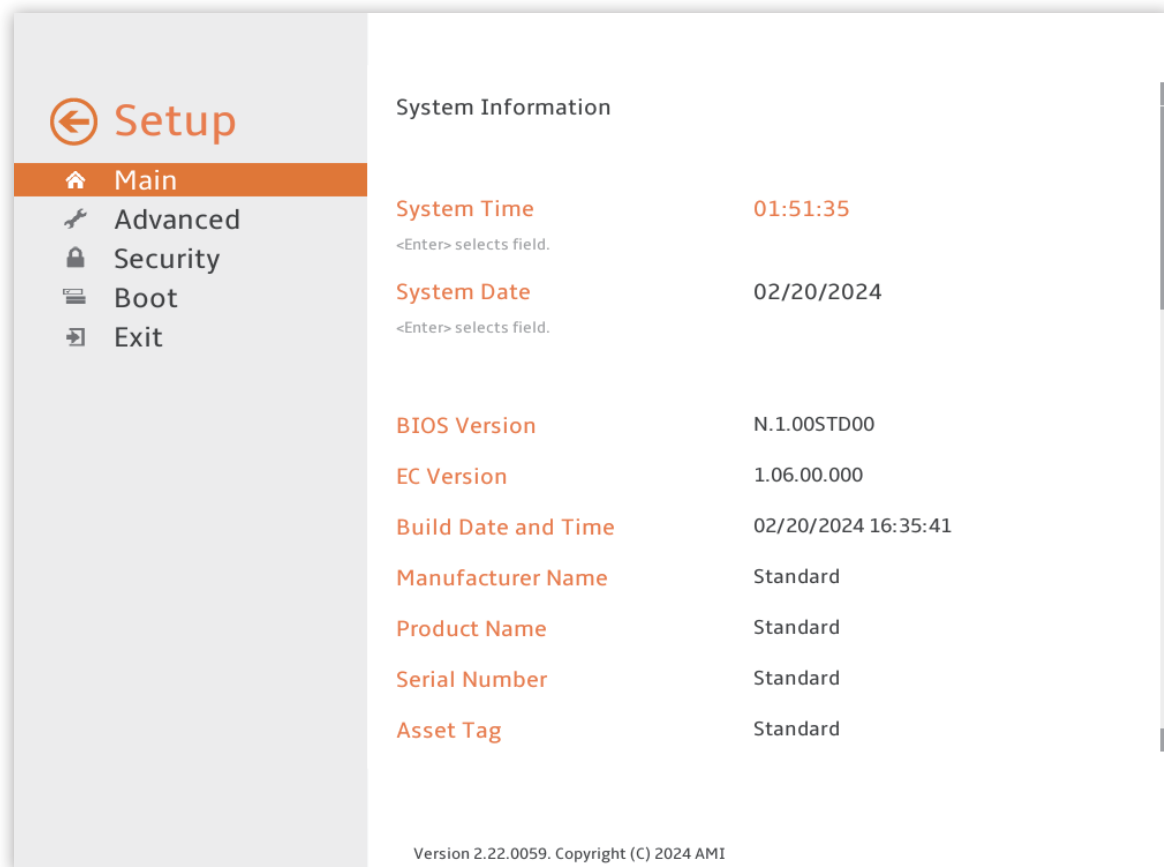 Setup
Main
Advanced
Security
Boot
Exit
System Information
System Time 01:51:35
<Enter> selects field.
System Date 02/20/2024
<Enter> selects field.
BIOS Version N.1.00STD00
EC Version 1.06.00.000
Build Date and Time 02/20/2024 16:35:41
Manufacturer Name Standard
Product Name Standard
Serial Number Standard
Asset Tag Standard
Version 2.22.0059. Copyright (C) 2024 AMI